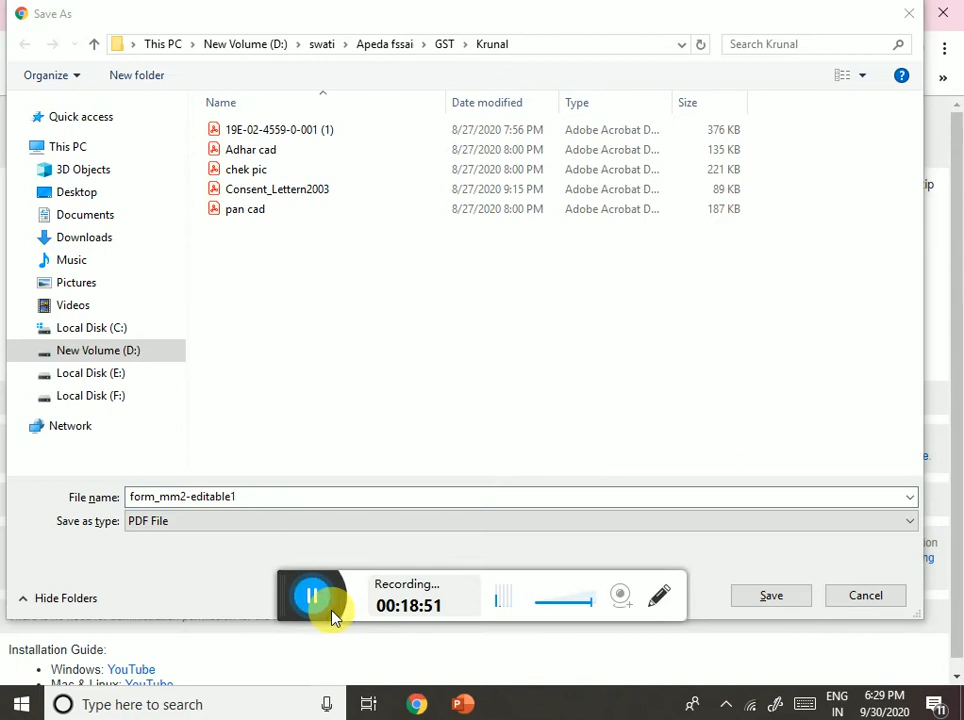 Save As
This PC > New Volume (D:) > swati > Apeda fssai > GST > Krunal
Search Krunal
Organize
New folder
Name
Date modified
Type
Size
Quick access
This PC
3D Objects
Desktop
Documents
Downloads
Music
Pictures
Videos
Local Disk (C:)
New Volume (D:)
Local Disk (E:)
Local Disk (F:)
Network
19E-02-4559-0-001 (1) 8/27/2020 7:56 PM Adobe Acrobat D... 376 KB
Adhar cad 8/27/2020 8:00 PM Adobe Acrobat D... 135 KB
chek pic 8/27/2020 8:00 PM Adobe Acrobat D... 221 KB
Consent_Lettern2003 8/27/2020 9:15 PM Adobe Acrobat D... 89 KB
pan cad 8/27/2020 8:00 PM Adobe Acrobat D... 187 KB
File name: form_mm2-editable1
Save as type: PDF File
Hide Folders
Recording...
00:18:51
Save
Cancel
Installation Guide:
Windows: YouTube
Mac & Linux: YouTube
Type here to search
ENG
IN
6:29 PM
9/30/2020
11